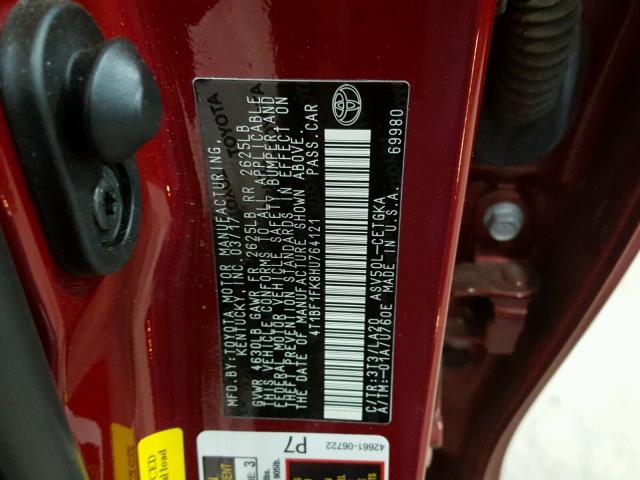 MFD. BY: TOYOTA MOTOR MANUFACTURING,
KENTUCKY, INC. 03/17
GVWR 4630LB GAWR FR 2625LB RR 2625LB
THIS VEHICLE CONFORMS TO ALL APPLICABLE
FEDERAL MOTOR VEHICLE SAFETY, BUMPER, AND
THEFT PREVENTION STANDARDS IN EFFECT ON
THE DATE OF MANUFACTURE SHOWN ABOVE.
4T1BF1FK8HU764121 PASS. CAR
C/TR: 3T3/LA20 ASV50L-CETGKA
A/TM: -01A/U760E MADE IN U.S.A. 69980
TOYOTA
42661-06722
P7
3